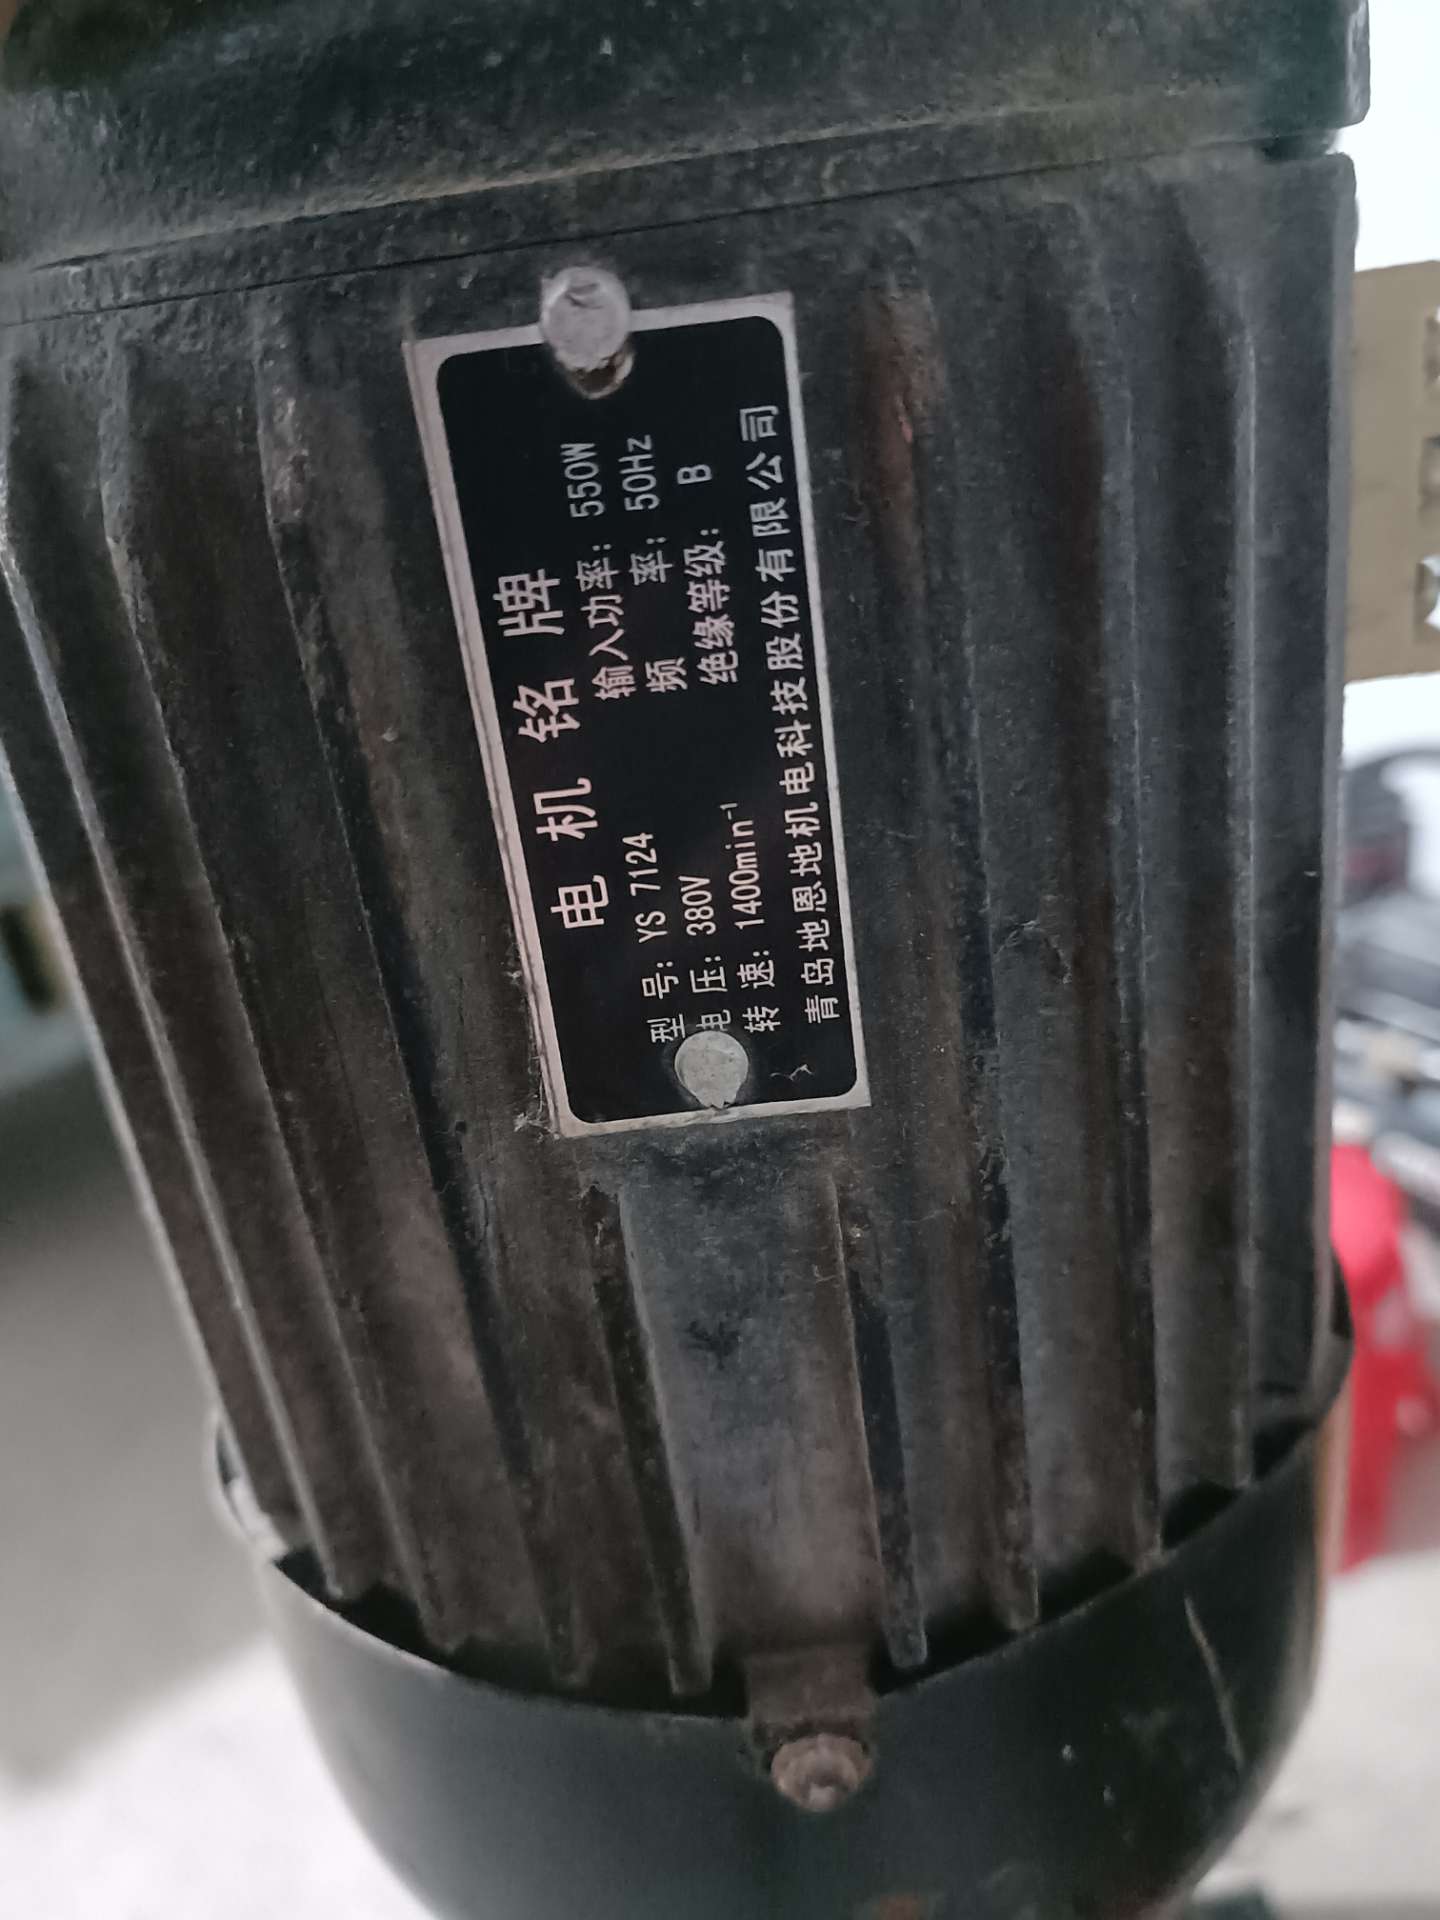 电机铭牌
型号: YS 7124 输入功率: 550W
电压: 380V 频率: 50Hz
转速: 1400min⁻¹ 绝缘等级: B
青岛地恩地机电科技股份有限公司